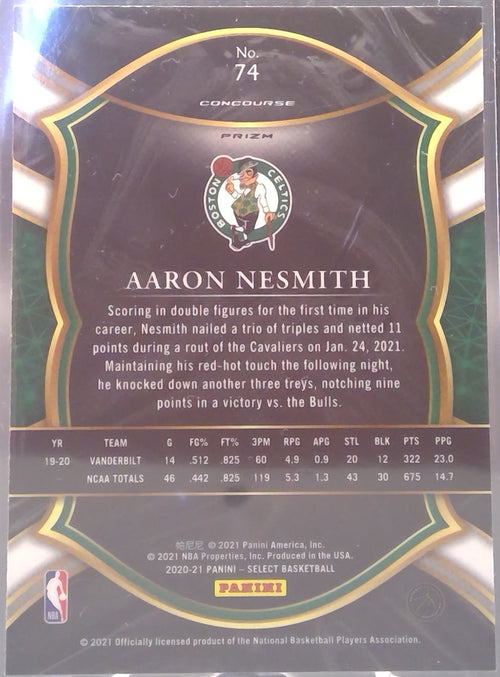 No.
74
CONCOURSE
PRIZM
BOSTON CELTICS
AARON NESMITH
Scoring in double figures for the first time in his
career, Nesmith nailed a trio of triples and netted 11
points during a rout of the Cavaliers on Jan. 24, 2021.
Maintaining his red-hot touch the following night,
he knocked down another three treys, notching nine
points in a victory vs. the Bulls.
YR TEAM G FG% FT% 3PM RPG APG STL BLK PTS PPG
19-20 VANDERBILT 14 .512 .825 60 4.9 0.9 20 12 322 23.0
NCAA TOTALS 46 .442 .825 119 5.3 1.3 43 30 675 14.7
帕尼尼 © 2021 Panini America, Inc.
© 2021 NBA Properties, Inc. Produced in the USA.
2020-21 PANINI – SELECT BASKETBALL
PANINI
NBA
© 2021 Officially licensed product of the National Basketball Players Association.